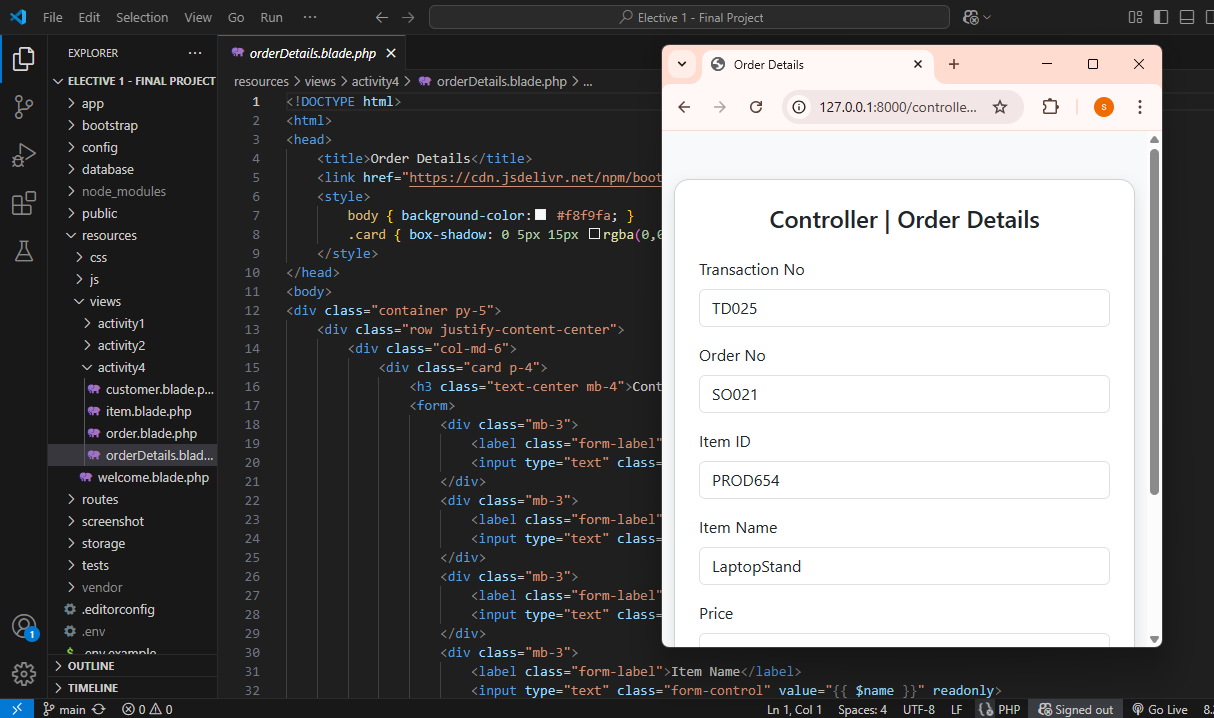 File Edit Selection View Go Run ··· Elective 1 - Final Project
EXPLORER ···
ELECTIVE 1 - FINAL PROJECT
app
bootstrap
config
database
node_modules
public
resources
css
js
views
activity1
activity2
activity4
customer.blade.p...
item.blade.php
order.blade.php
orderDetails.blad...
welcome.blade.php
routes
screenshot
storage
tests
vendor
.editorconfig
.env
.env.example
OUTLINE
TIMELINE
orderDetails.blade.php
resources > views > activity4 > orderDetails.blade.php > ...
1 <!DOCTYPE html>
2 <html>
3 <head>
4 <title>Order Details</title>
5 <link href="https://cdn.jsdelivr.net/npm/boot
6 <style>
7 body { background-color: #f8f9fa; }
8 .card { box-shadow: 0 5px 15px rgba(0,0
9 </style>
10 </head>
11 <body>
12 <div class="container py-5">
13 <div class="row justify-content-center">
14 <div class="col-md-6">
15 <div class="card p-4">
16 <h3 class="text-center mb-4">Cont
17 <form>
18 <div class="mb-3">
19 <label class="form-label"
20 <input type="text" class=
21 </div>
22 <div class="mb-3">
23 <label class="form-label"
24 <input type="text" class=
25 </div>
26 <div class="mb-3">
27 <label class="form-label"
28 <input type="text" class=
29 </div>
30 <div class="mb-3">
31 <label class="form-label">Item Name</label>
32 <input type="text" class="form-control" value="{{ $name }}" readonly>
Order Details
127.0.0.1:8000/controlle...
S
Controller | Order Details
Transaction No
TD025
Order No
SO021
Item ID
PROD654
Item Name
LaptopStand
Price
1
main 0 0 Ln 1, Col 1 Spaces: 4 UTF-8 LF PHP Signed out Go Live 8.2